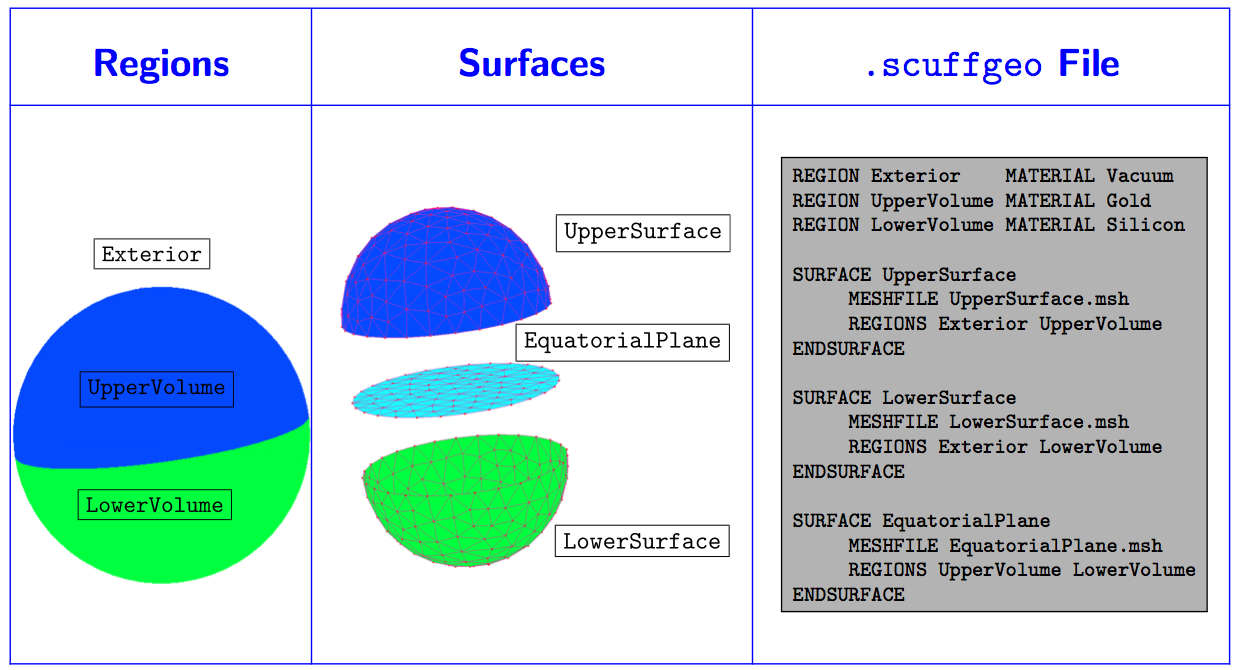 Regions
Surfaces
.scuffgeo File
Exterior
UpperVolume
LowerVolume
UpperSurface
EquatorialPlane
LowerSurface
REGION Exterior    MATERIAL Vacuum
REGION UpperVolume MATERIAL Gold
REGION LowerVolume MATERIAL Silicon
SURFACE UpperSurface
     MESHFILE UpperSurface.msh
     REGIONS Exterior UpperVolume
ENDSURFACE
SURFACE LowerSurface
     MESHFILE LowerSurface.msh
     REGIONS Exterior LowerVolume
ENDSURFACE
SURFACE EquatorialPlane
     MESHFILE EquatorialPlane.msh
     REGIONS UpperVolume LowerVolume
ENDSURFACE